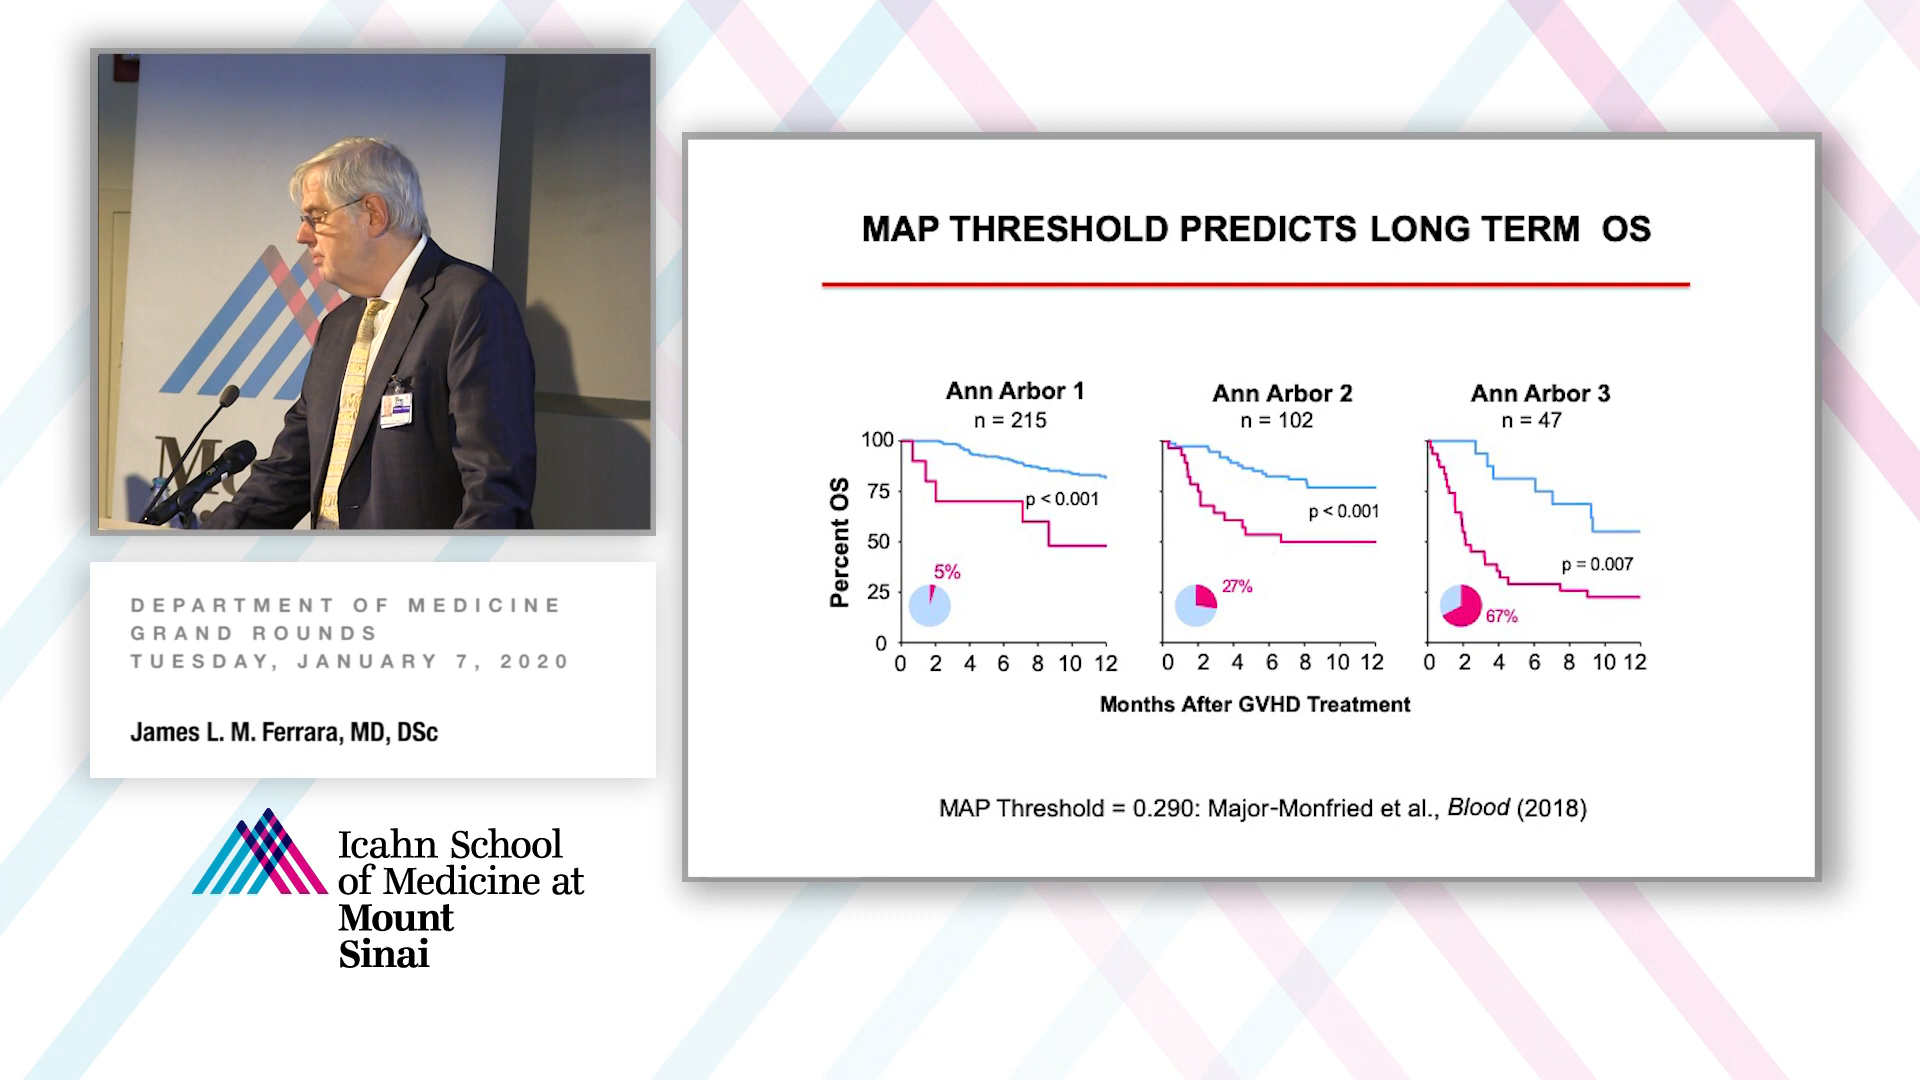 DEPARTMENT OF MEDICINE
GRAND ROUNDS
TUESDAY, JANUARY 7, 2020
James L. M. Ferrara, MD, DSc
Icahn School
of Medicine at
Mount
Sinai
MAP THRESHOLD PREDICTS LONG TERM OS
Ann Arbor 1
n = 215
Ann Arbor 2
n = 102
Ann Arbor 3
n = 47
Percent OS
100
75
50
25
0
p < 0.001
5%
0 2 4 6 8 10 12
p < 0.001
27%
0 2 4 6 8 10 12
p = 0.007
67%
0 2 4 6 8 10 12
Months After GVHD Treatment
MAP Threshold = 0.290: Major-Monfried et al., Blood (2018)